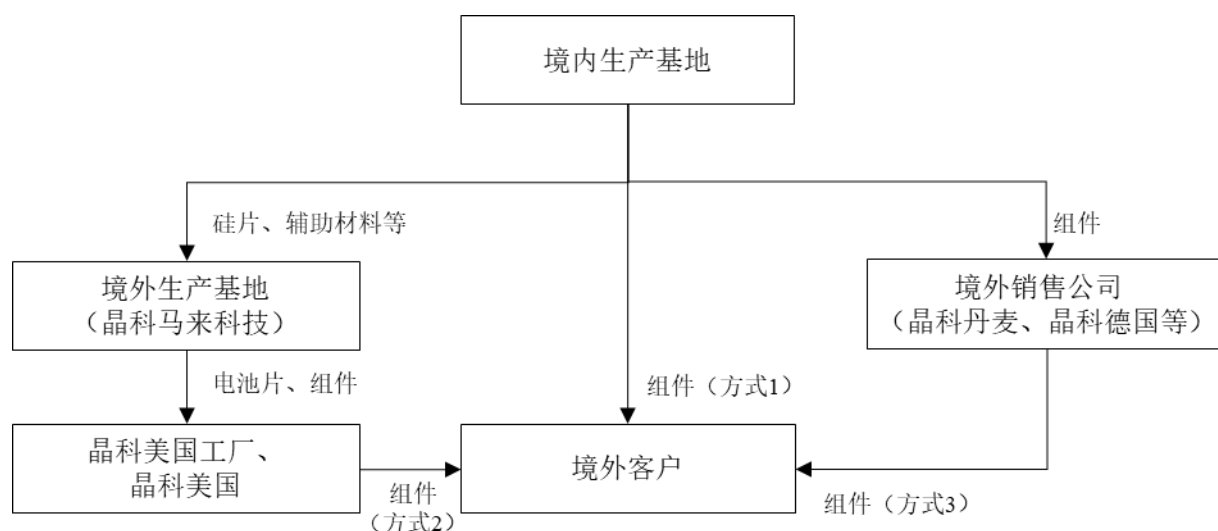 境内生产基地
硅片、辅助材料等
组件
境外生产基地
（晶科马来科技）
境外销售公司
（晶科丹麦、晶科德国等）
电池片、组件
组件（方式1）
晶科美国工厂、
晶科美国
境外客户
组件
（方式2）
组件（方式3）